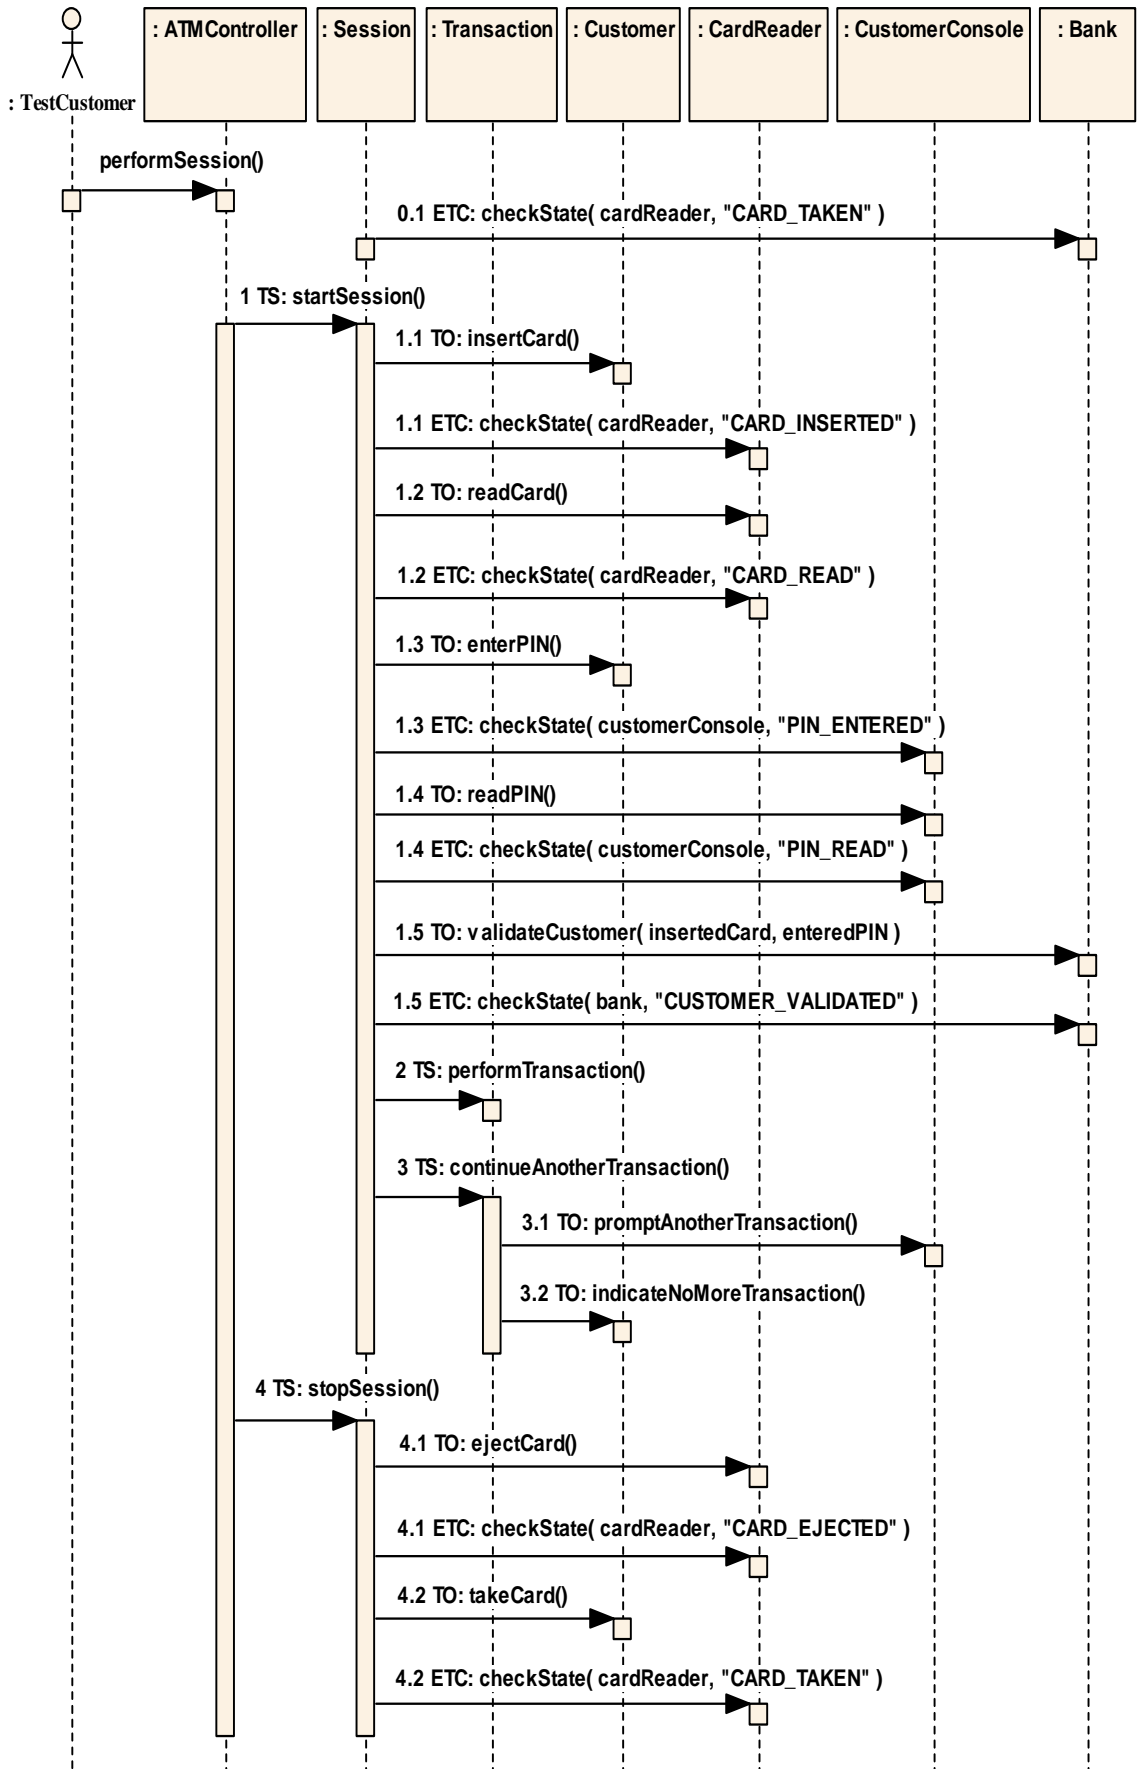 : TestCustomer
: ATMController
: Session
: Transaction
: Customer
: CardReader
: CustomerConsole
: Bank
performSession()
0.1 ETC: checkState( cardReader, "CARD_TAKEN" )
1 TS: startSession()
1.1 TO: insertCard()
1.1 ETC: checkState( cardReader, "CARD_INSERTED" )
1.2 TO: readCard()
1.2 ETC: checkState( cardReader, "CARD_READ" )
1.3 TO: enterPIN()
1.3 ETC: checkState( customerConsole, "PIN_ENTERED" )
1.4 TO: readPIN()
1.4 ETC: checkState( customerConsole, "PIN_READ" )
1.5 TO: validateCustomer( insertedCard, enteredPIN )
1.5 ETC: checkState( bank, "CUSTOMER_VALIDATED" )
2 TS: performTransaction()
3 TS: continueAnotherTransaction()
3.1 TO: promptAnotherTransaction()
3.2 TO: indicateNoMoreTransaction()
4 TS: stopSession()
4.1 TO: ejectCard()
4.1 ETC: checkState( cardReader, "CARD_EJECTED" )
4.2 TO: takeCard()
4.2 ETC: checkState( cardReader, "CARD_TAKEN" )